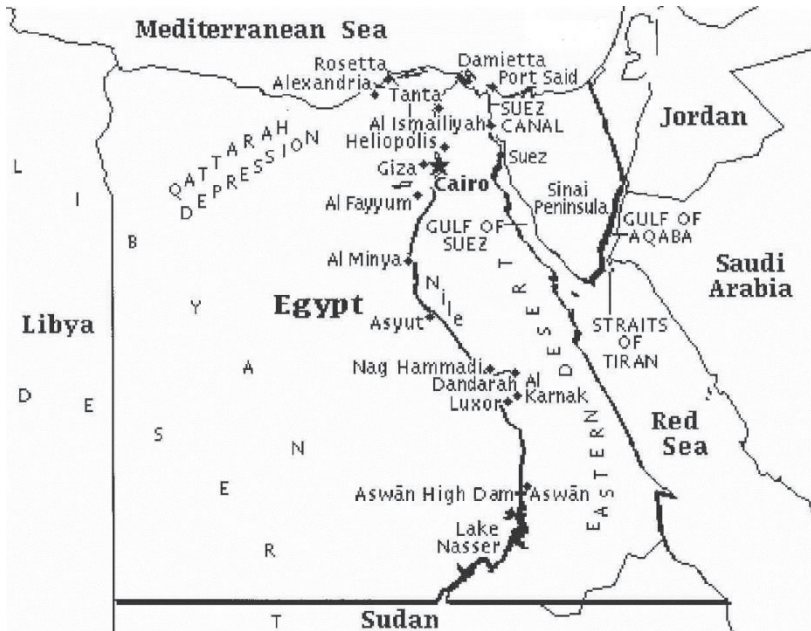 Mediterranean Sea
Rosetta
Damietta
Alexandria
Port Said
Tanta
SUEZ
CANAL
Al Ismailiyah
Jordan
Heliopolis
QATTARAH
DEPRESSION
Suez
Giza
Cairo
Sinai
Peninsula
Al Fayyum
GULF OF
SUEZ
GULF OF
AQABA
Al Minya
Saudi
Arabia
Nile
Egypt
Libya
Asyut
STRAITS
OF
TIRAN
LIBYAN
DESERT
EASTERN DESERT
Nag Hammadi
Dandarah
Al
Karnak
Luxor
Red
Sea
Aswān High Dam
Aswān
Lake
Nasser
Sudan